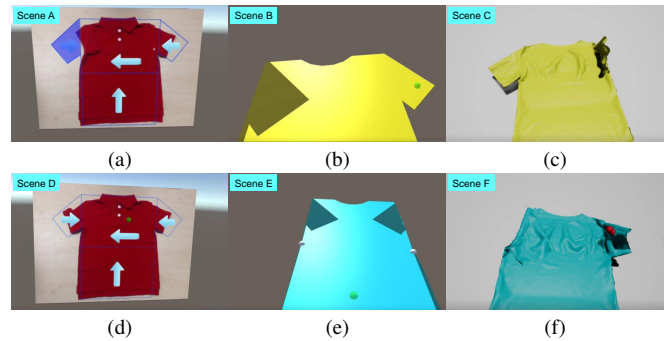 Scene A
Scene B
Scene C
(a)
(b)
(c)
Scene D
Scene E
Scene F
(d)
(e)
(f)